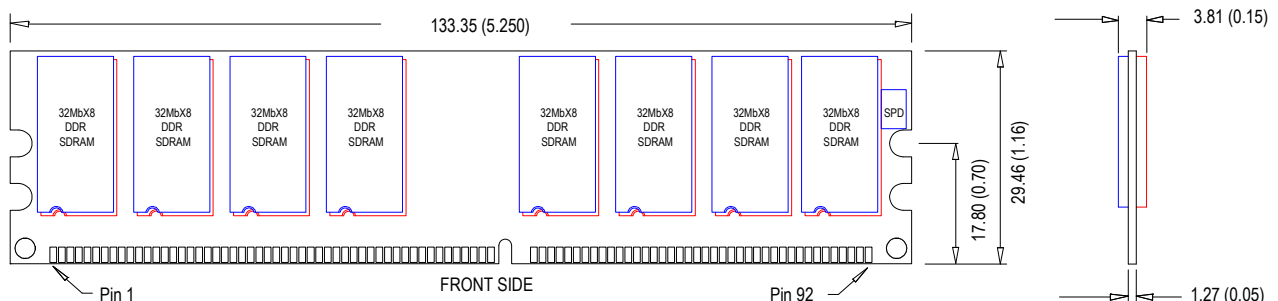 133.35 (5.250)
3.81 (0.15)
32MbX8
DDR
SDRAM
32MbX8
DDR
SDRAM
32MbX8
DDR
SDRAM
32MbX8
DDR
SDRAM
32MbX8
DDR
SDRAM
32MbX8
DDR
SDRAM
32MbX8
DDR
SDRAM
32MbX8
DDR
SDRAM
SPD
17.80 (0.70)
29.46 (1.16)
Pin 1
FRONT SIDE
Pin 92
1.27 (0.05)